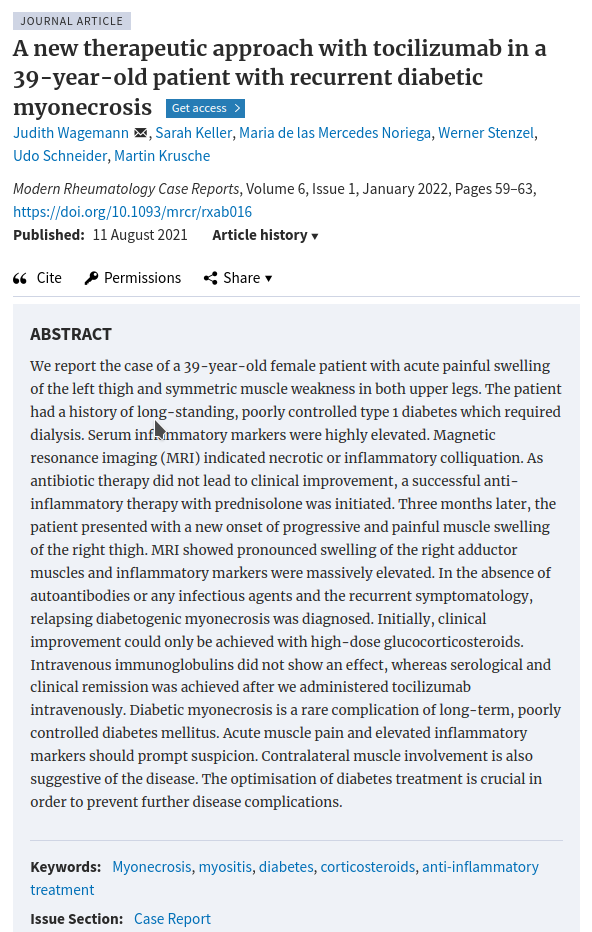 JOURNAL ARTICLE
A new therapeutic approach with tocilizumab in a
39-year-old patient with recurrent diabetic
myonecrosis Get access >
Judith Wagemann, Sarah Keller, Maria de las Mercedes Noriega, Werner Stenzel,
Udo Schneider, Martin Krusche
Modern Rheumatology Case Reports, Volume 6, Issue 1, January 2022, Pages 59–63,
https://doi.org/10.1093/mrcr/rxab016
Published: 11 August 2021 Article history ▾
Cite Permissions Share ▾
ABSTRACT
We report the case of a 39-year-old female patient with acute painful swelling
of the left thigh and symmetric muscle weakness in both upper legs. The patient
had a history of long-standing, poorly controlled type 1 diabetes which required
dialysis. Serum inflammatory markers were highly elevated. Magnetic
resonance imaging (MRI) indicated necrotic or inflammatory colliquation. As
antibiotic therapy did not lead to clinical improvement, a successful anti-
inflammatory therapy with prednisolone was initiated. Three months later, the
patient presented with a new onset of progressive and painful muscle swelling
of the right thigh. MRI showed pronounced swelling of the right adductor
muscles and inflammatory markers were massively elevated. In the absence of
autoantibodies or any infectious agents and the recurrent symptomatology,
relapsing diabetogenic myonecrosis was diagnosed. Initially, clinical
improvement could only be achieved with high-dose glucocorticosteroids.
Intravenous immunoglobulins did not show an effect, whereas serological and
clinical remission was achieved after we administered tocilizumab
intravenously. Diabetic myonecrosis is a rare complication of long-term, poorly
controlled diabetes mellitus. Acute muscle pain and elevated inflammatory
markers should prompt suspicion. Contralateral muscle involvement is also
suggestive of the disease. The optimisation of diabetes treatment is crucial in
order to prevent further disease complications.
Keywords: Myonecrosis, myositis, diabetes, corticosteroids, anti-inflammatory
treatment
Issue Section: Case Report